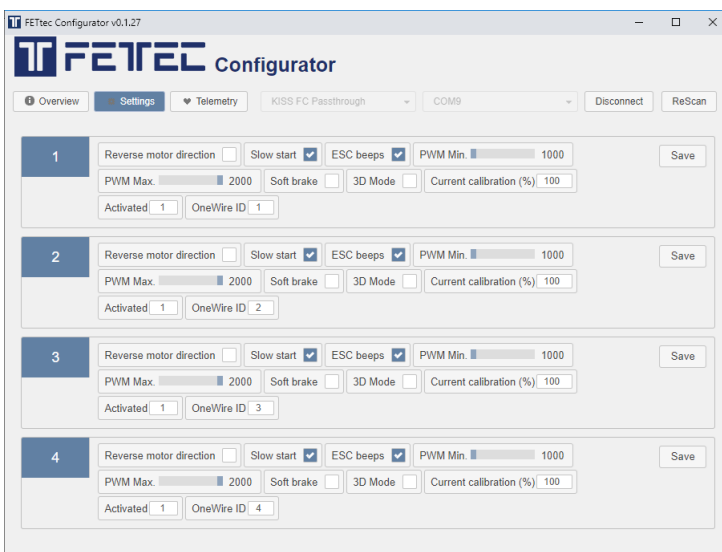 FETtec Configurator v0.1.27
FETTEC Configurator
Overview Settings Telemetry KISS FC Passthrough COM9 Disconnect ReScan
1 Reverse motor direction Slow start ESC beeps PWM Min. 1000 Save
PWM Max. 2000 Soft brake 3D Mode Current calibration (%) 100
Activated 1 OneWire ID 1
2 Reverse motor direction Slow start ESC beeps PWM Min. 1000 Save
PWM Max. 2000 Soft brake 3D Mode Current calibration (%) 100
Activated 1 OneWire ID 2
3 Reverse motor direction Slow start ESC beeps PWM Min. 1000 Save
PWM Max. 2000 Soft brake 3D Mode Current calibration (%) 100
Activated 1 OneWire ID 3
4 Reverse motor direction Slow start ESC beeps PWM Min. 1000 Save
PWM Max. 2000 Soft brake 3D Mode Current calibration (%) 100
Activated 1 OneWire ID 4